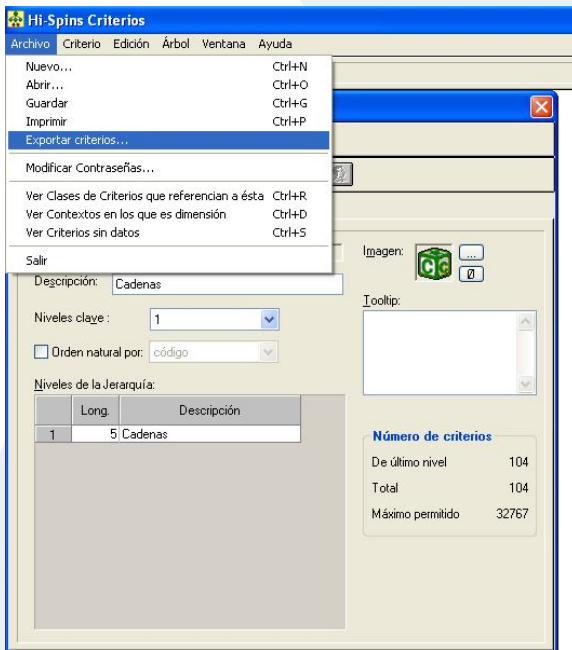 Hi-Spins Criterios
Archivo Criterio Edición Árbol Ventana Ayuda
Nuevo... Ctrl+N
Abrir... Ctrl+O
Guardar Ctrl+G
Imprimir Ctrl+P
Exportar criterios...
Modificar Contraseñas...
Ver Clases de Criterios que referencian a ésta Ctrl+R
Ver Contextos en los que es dimensión Ctrl+D
Ver Criterios sin datos Ctrl+S
Salir
Imagen:
...
Ø
Descripción: Cadenas
Tooltip:
Niveles clave : 1
Orden natural por: código
Niveles de la Jerarquía:
Long. Descripción
1 5 Cadenas
Número de criterios
De último nivel 104
Total 104
Máximo permitido 32767